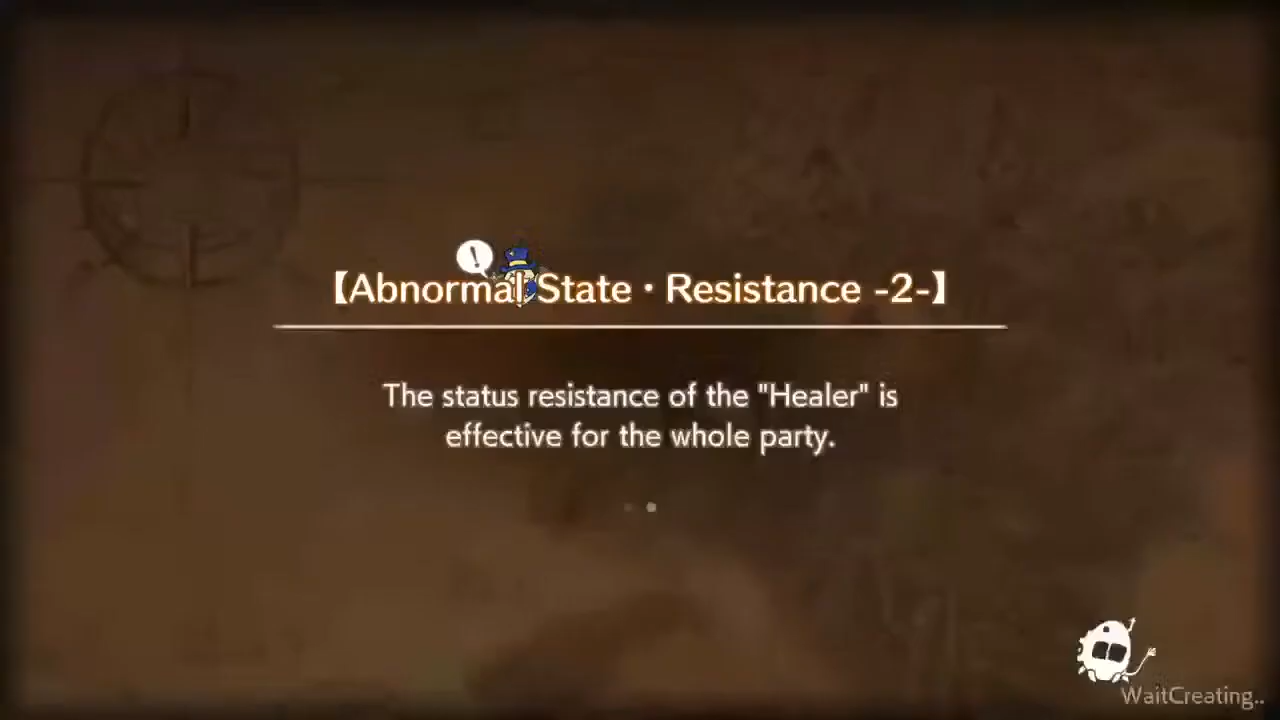 【Abnormal State・Resistance -2-】
The status resistance of the "Healer" is
effective for the whole party.
WaitCreating..